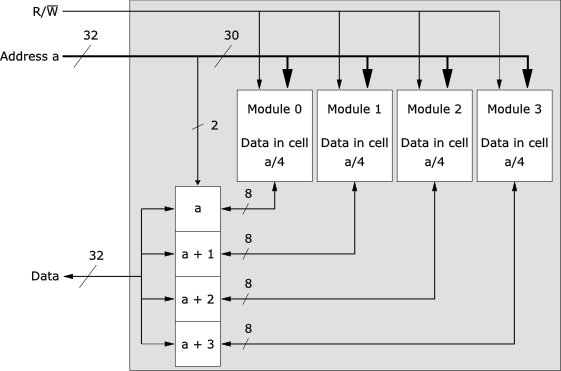 R/W̅
32
30
Address a
Module 0
Module 1
Module 2
Module 3
2
Data in cell
Data in cell
Data in cell
Data in cell
a/4
a/4
a/4
a/4
8
a
8
a + 1
32
Data
8
a + 2
8
a + 3